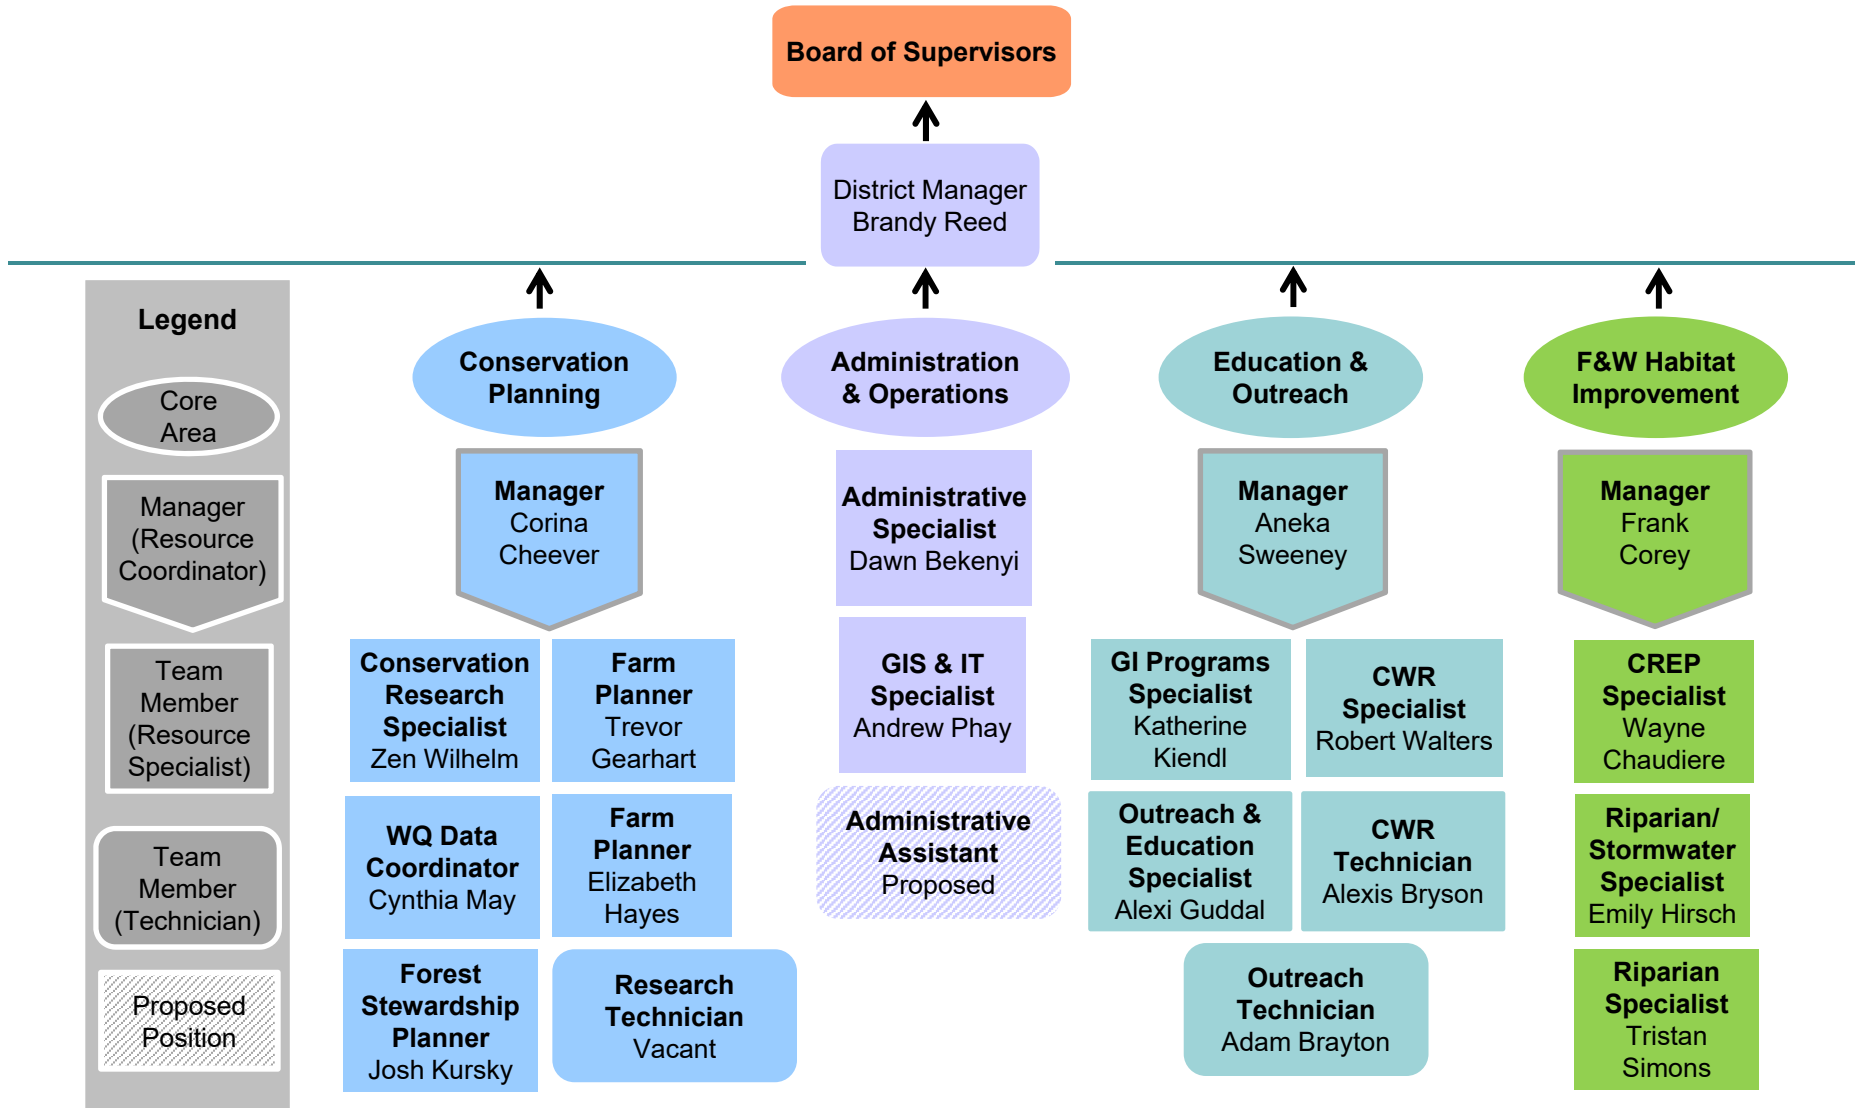 Board of Supervisors
District Manager
Brandy Reed
Legend
Core
Area
Manager
(Resource
Coordinator)
Team
Member
(Resource
Specialist)
Team
Member
(Technician)
Proposed
Position
Conservation
Planning
Manager
Corina
Cheever
Conservation
Research
Specialist
Zen Wilhelm
Farm
Planner
Trevor
Gearhart
WQ Data
Coordinator
Cynthia May
Farm
Planner
Elizabeth
Hayes
Forest
Stewardship
Planner
Josh Kursky
Research
Technician
Vacant
Administration
& Operations
Administrative
Specialist
Dawn Bekenyi
GIS & IT
Specialist
Andrew Phay
Administrative
Assistant
Proposed
Education &
Outreach
Manager
Aneka
Sweeney
GI Programs
Specialist
Katherine
Kiendl
CWR
Specialist
Robert Walters
Outreach &
Education
Specialist
Alexi Guddal
CWR
Technician
Alexis Bryson
Outreach
Technician
Adam Brayton
F&W Habitat
Improvement
Manager
Frank
Corey
CREP
Specialist
Wayne
Chaudiere
Riparian/
Stormwater
Specialist
Emily Hirsch
Riparian
Specialist
Tristan
Simons